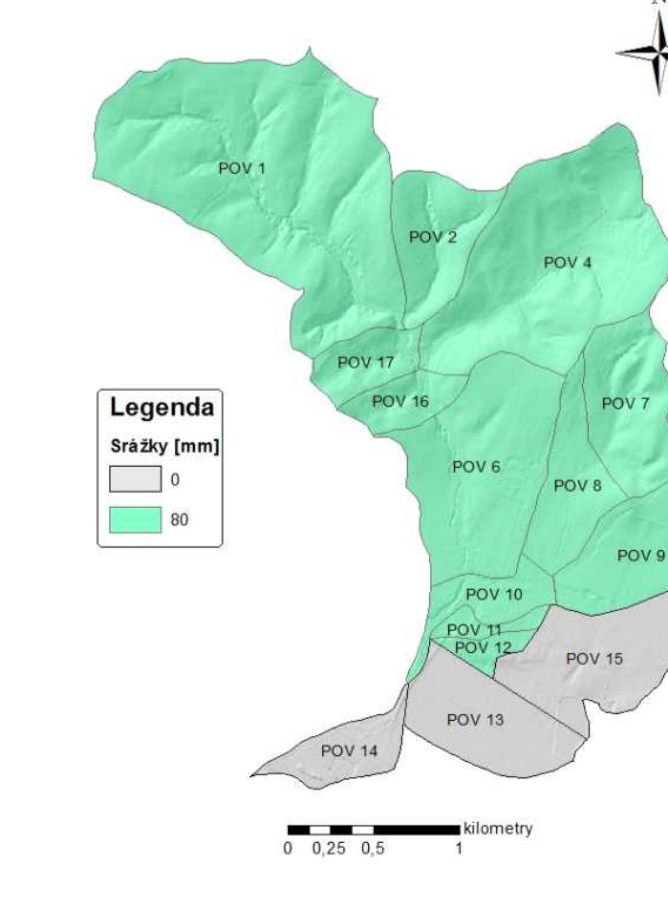 N
POV 1
POV 2
POV 4
POV 17
POV 16
POV 7
POV 6
POV 8
POV 9
POV 10
POV 11
POV 12
POV 15
POV 13
POV 14
Legenda
Srážky [mm]
0
80
kilometry
0 0,25 0,5 1